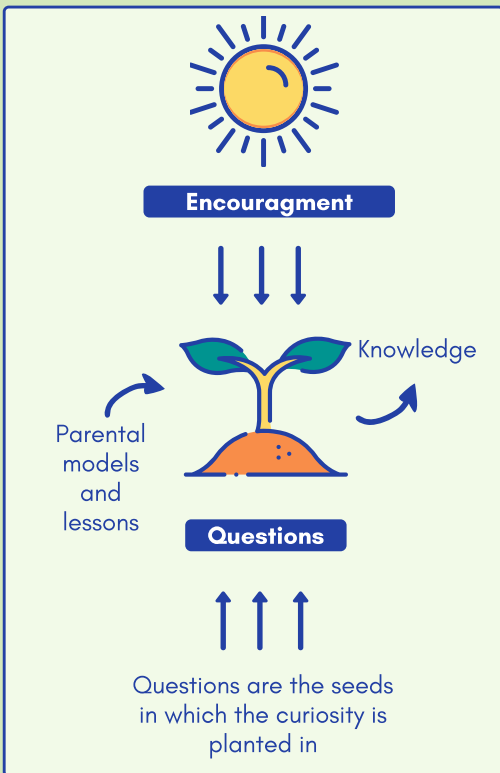 Encouragment
Knowledge
Parental
models
and
lessons
Questions
Questions are the seeds
in which the curiosity is
planted in